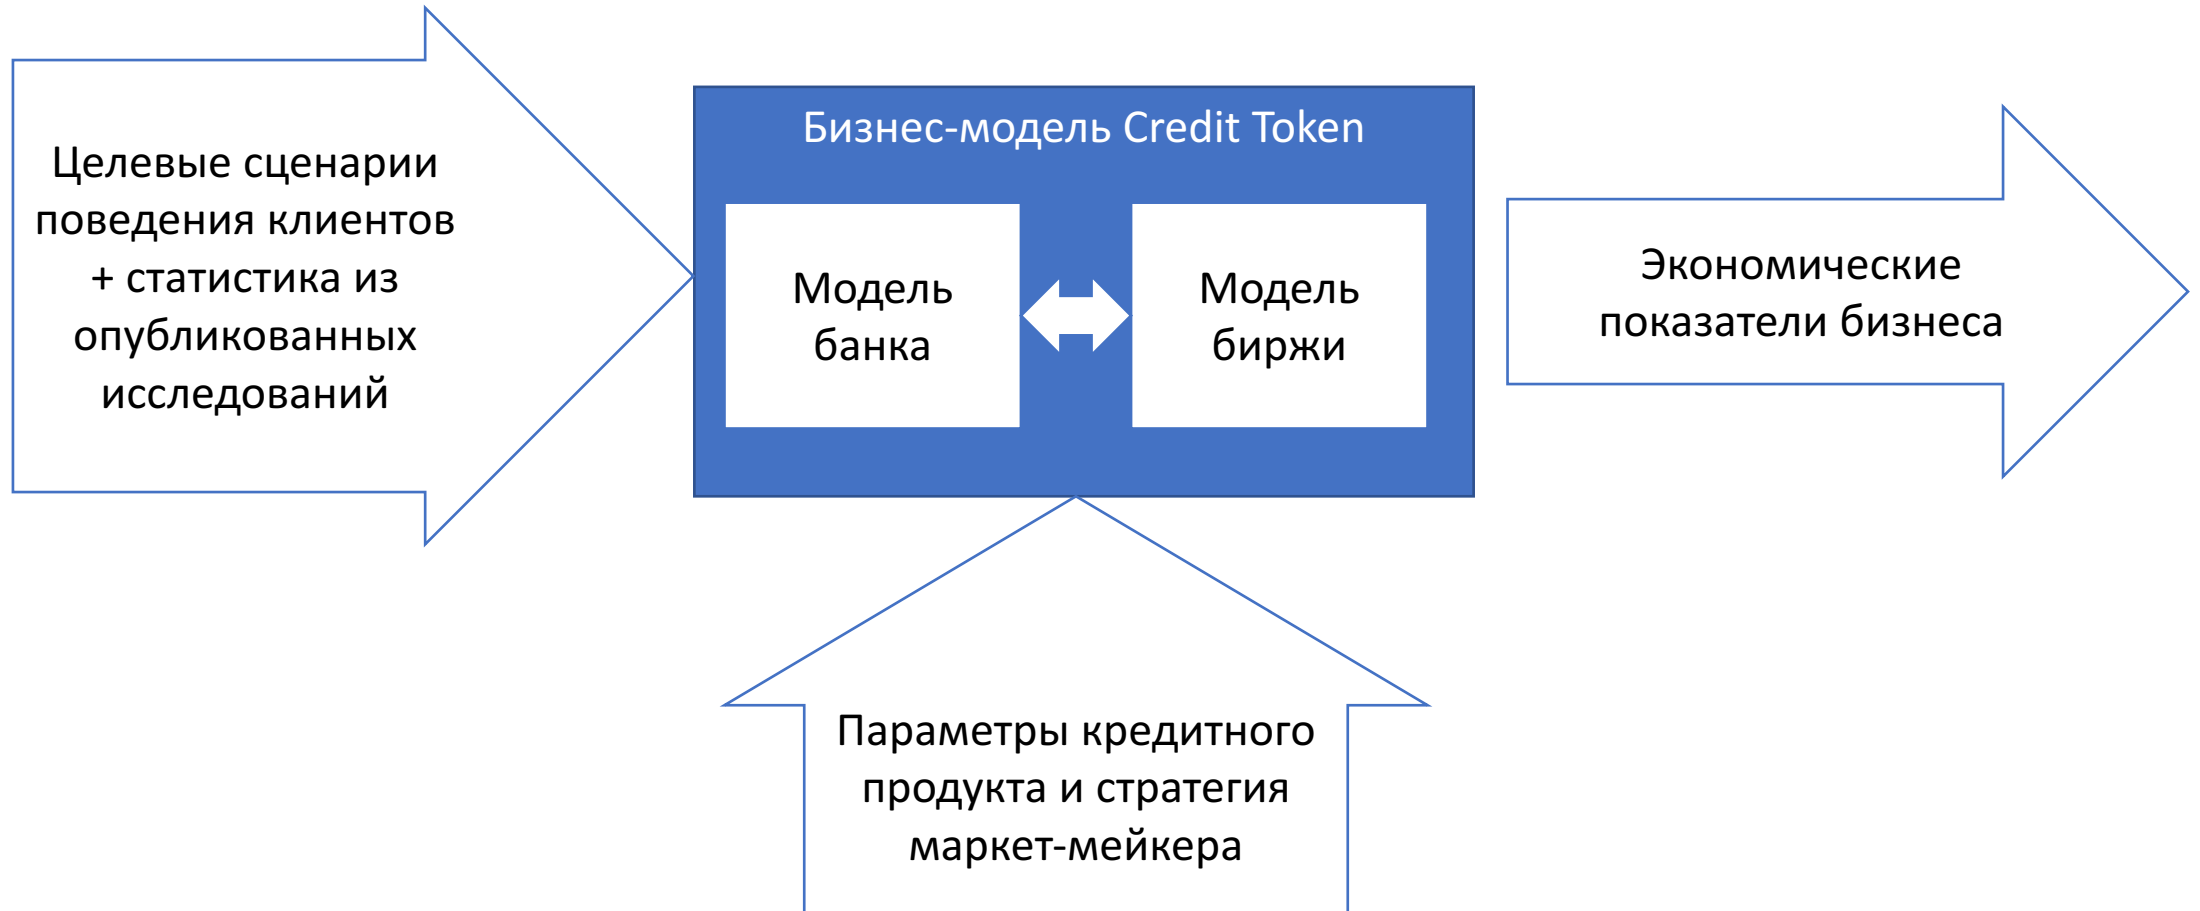 Целевые сценарии
поведения клиентов
+ статистика из
опубликованных
исследований
Бизнес-модель Credit Token
Модель
банка
Модель
биржи
Экономические
показатели бизнеса
Параметры кредитного
продукта и стратегия
маркет-мейкера